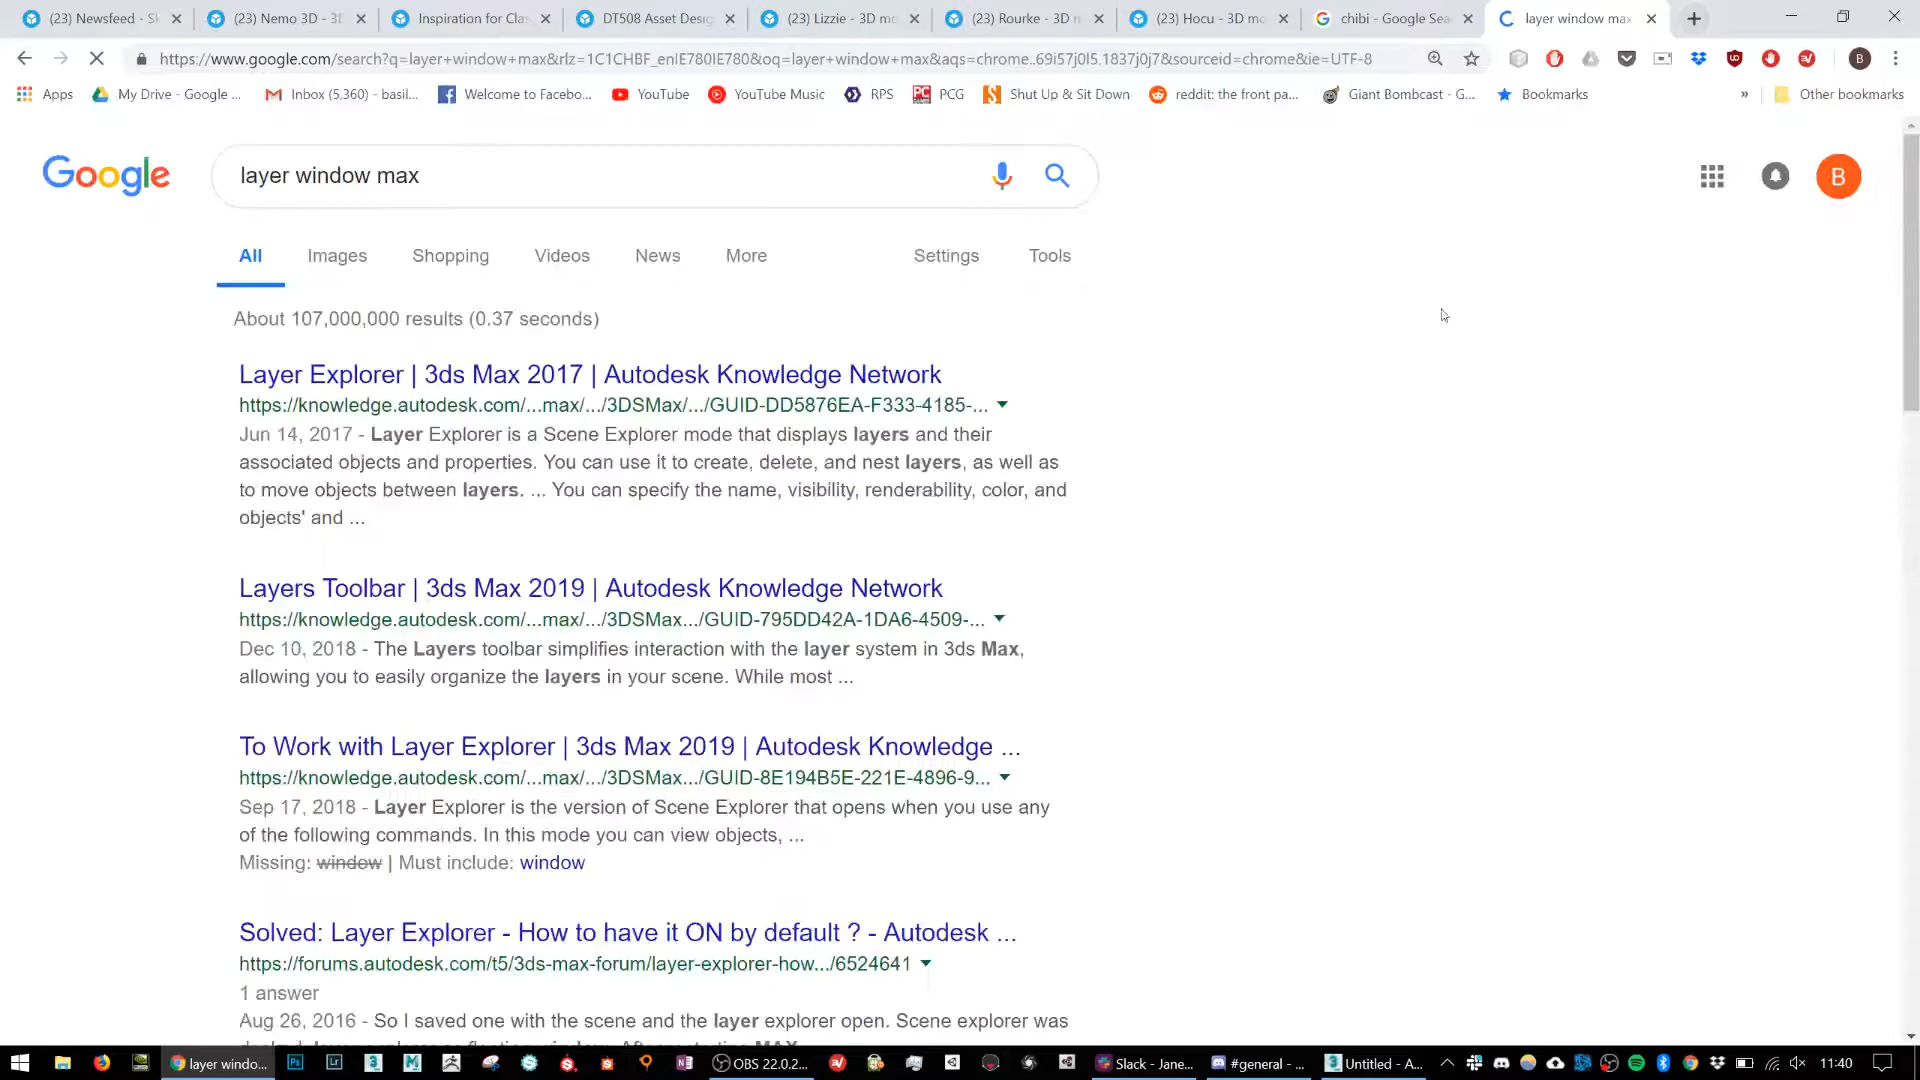 (23) Newsfeed - Sk
(23) Nemo 3D - 3D
Inspiration for Clas
DT508 Asset Desig
(23) Lizzie - 3D mo
(23) Rourke - 3D m
(23) Hocu - 3D mo
chibi - Google Sea
layer window max
https://www.google.com/search?q=layer+window+max&rlz=1C1CHBF_enIE780IE780&oq=layer+window+max&aqs=chrome..69i57j0l5.1837j0j7&sourceid=chrome&ie=UTF-8
B
Apps
My Drive - Google ...
Inbox (5,360) - basil...
Welcome to Facebo...
YouTube
YouTube Music
RPS
PCG
Shut Up & Sit Down
reddit: the front pa...
Giant Bombcast - G...
Bookmarks
»
Other bookmarks
Google
layer window max
B
All
Images
Shopping
Videos
News
More
Settings
Tools
About 107,000,000 results (0.37 seconds)
Layer Explorer | 3ds Max 2017 | Autodesk Knowledge Network
https://knowledge.autodesk.com/...max/.../3DSMax/.../GUID-DD5876EA-F333-4185-...
Jun 14, 2017 - Layer Explorer is a Scene Explorer mode that displays layers and their
associated objects and properties. You can use it to create, delete, and nest layers, as well as
to move objects between layers. ... You can specify the name, visibility, renderability, color, and
objects' and ...
Layers Toolbar | 3ds Max 2019 | Autodesk Knowledge Network
https://knowledge.autodesk.com/...max/.../3DSMax.../GUID-795DD42A-1DA6-4509-...
Dec 10, 2018 - The Layers toolbar simplifies interaction with the layer system in 3ds Max,
allowing you to easily organize the layers in your scene. While most ...
To Work with Layer Explorer | 3ds Max 2019 | Autodesk Knowledge ...
https://knowledge.autodesk.com/...max/.../3DSMax.../GUID-8E194B5E-221E-4896-9...
Sep 17, 2018 - Layer Explorer is the version of Scene Explorer that opens when you use any
of the following commands. In this mode you can view objects, ...
Missing: window | Must include: window
Solved: Layer Explorer - How to have it ON by default ? - Autodesk ...
https://forums.autodesk.com/t5/3ds-max-forum/layer-explorer-how.../6524641
1 answer
Aug 26, 2016 - So I saved one with the scene and the layer explorer open. Scene explorer was
layer windo...
Ps
Lr
OBS 22.0.2...
Slack - Jane...
#general - ...
Untitled - A...
11:40